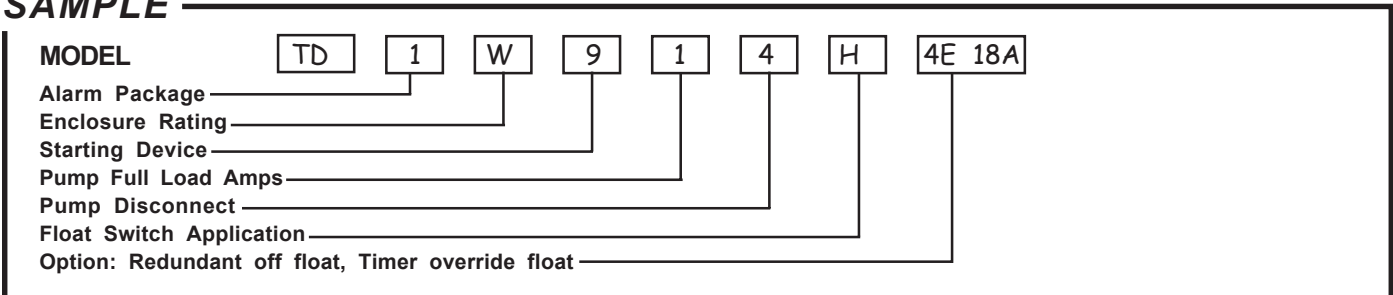 SAMPLE
MODEL TD 1 W 9 1 4 H 4E 18A
Alarm Package
Enclosure Rating
Starting Device
Pump Full Load Amps
Pump Disconnect
Float Switch Application
Option: Redundant off float, Timer override float